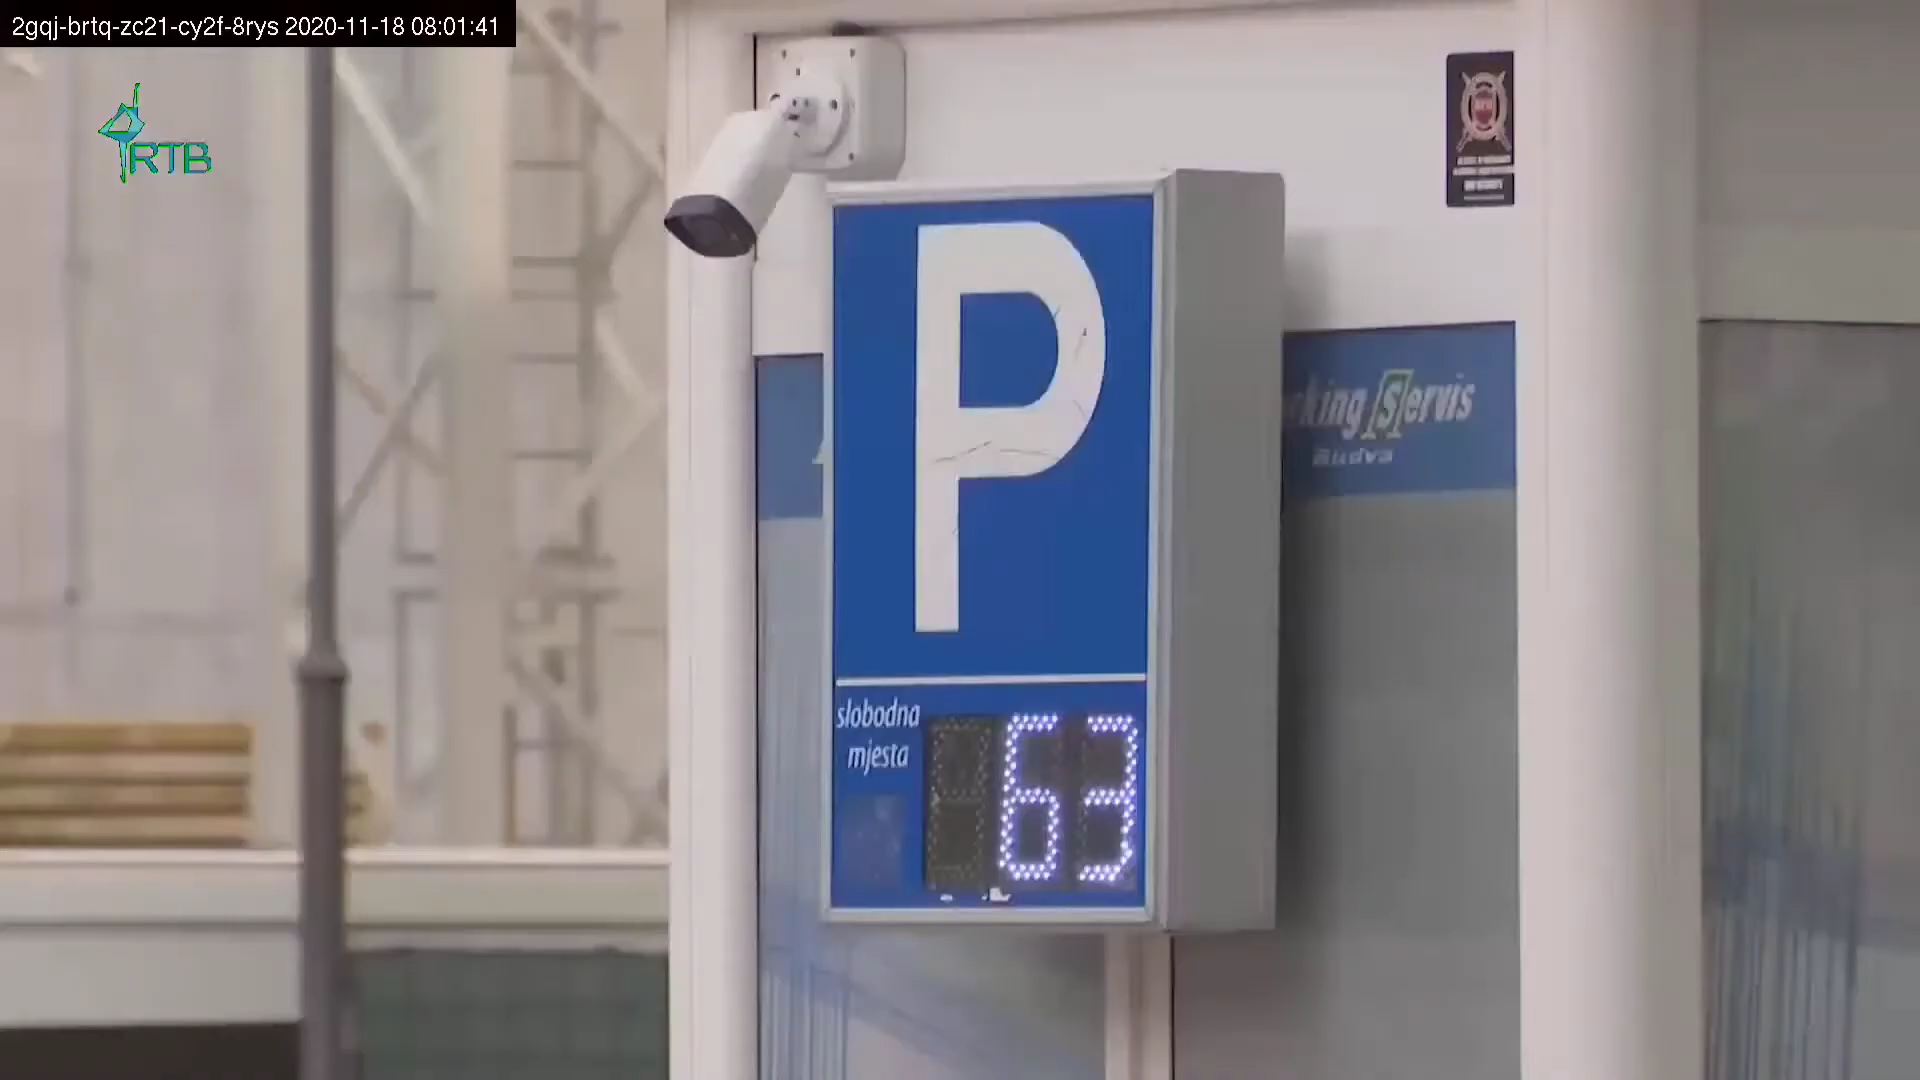 2gqj-brtq-zc21-cy2f-8rys 2020-11-18 08:01:41
RTB
P
rking Servis
Budva
slobodna
mjesta
63